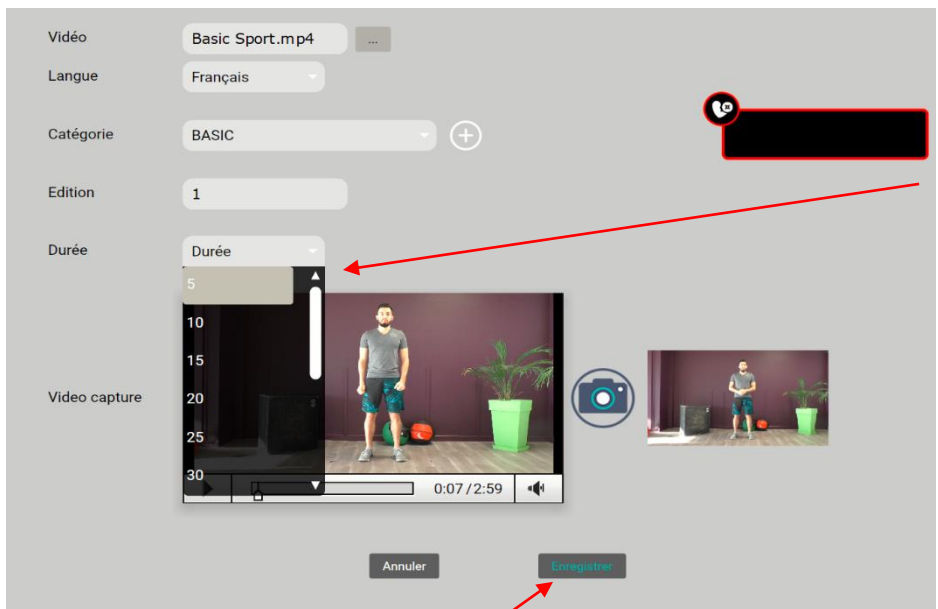 Vidéo
Basic Sport.mp4
...
Langue
Français
Catégorie
BASIC
Edition
1
Durée
Durée
5
10
15
20
25
30
Video capture
0:07/2:59
Annuler
Enregistrer